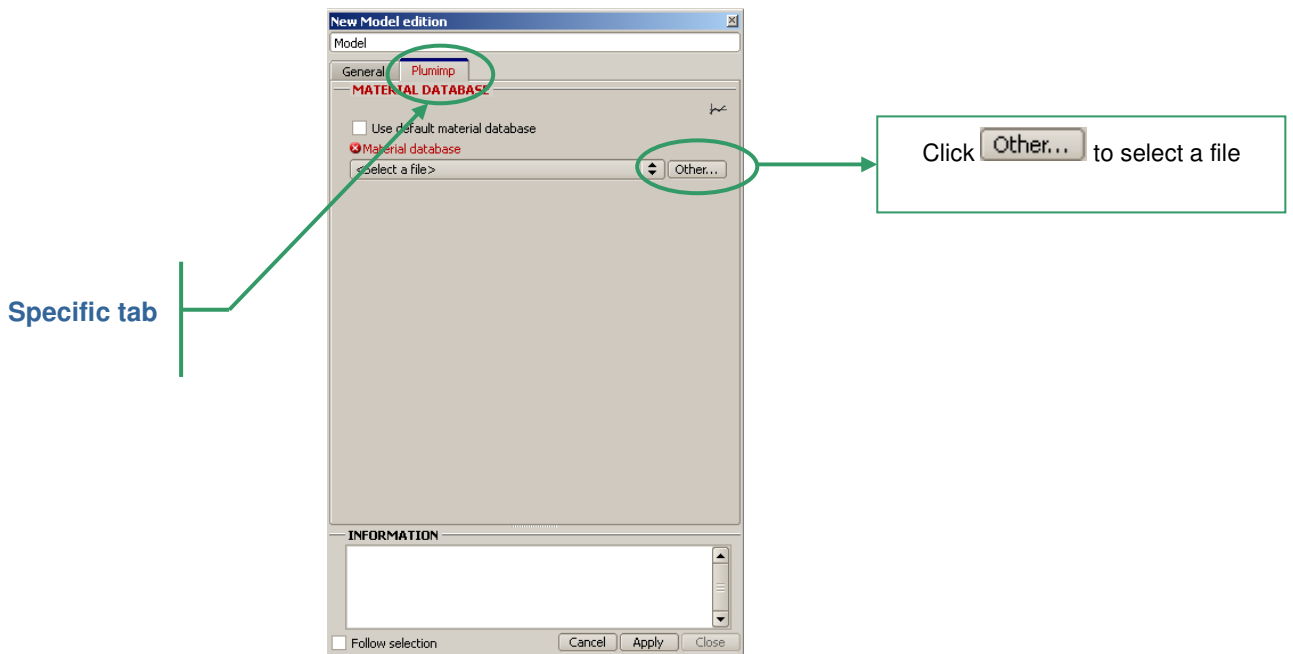 New Model edition
Model
General Plumimp
MATERIAL DATABASE
Use default material database
Material database
<Select a file> Other...
Click Other... to select a file
Specific tab
INFORMATION
Follow selection Cancel Apply Close